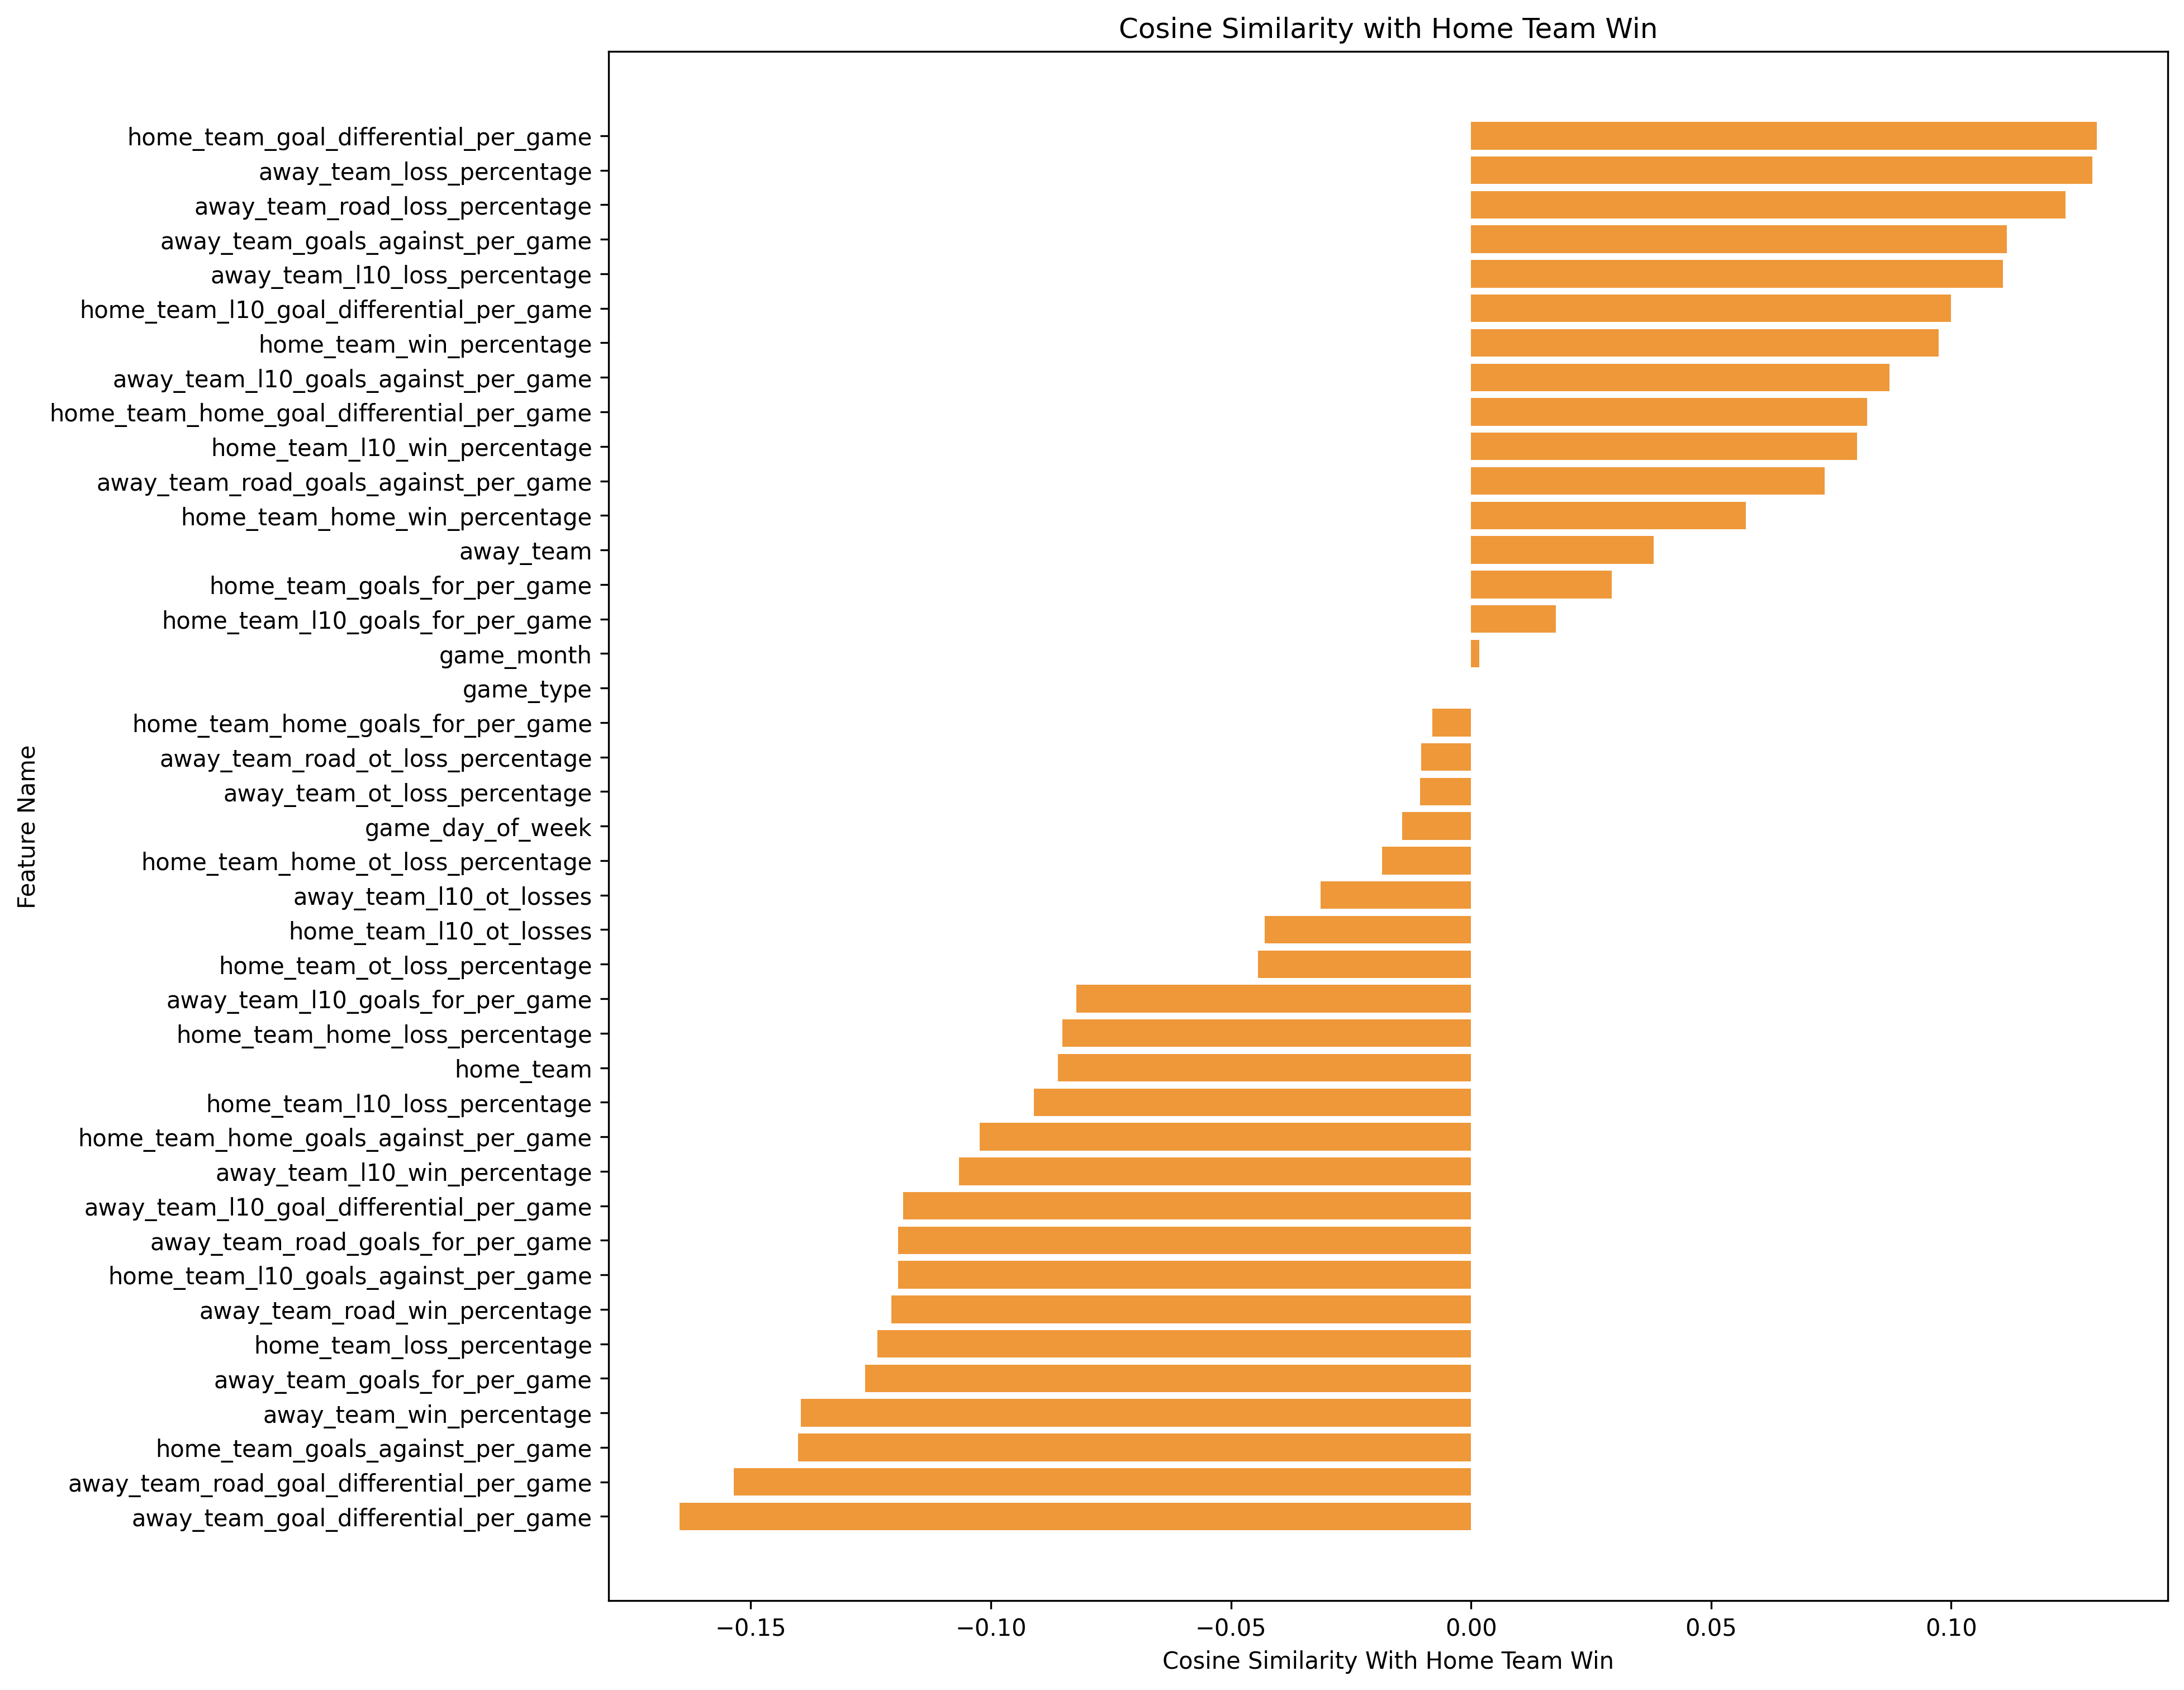 Cosine Similarity with Home Team Win
Feature Name
home_team_goal_differential_per_game
away_team_loss_percentage
away_team_road_loss_percentage
away_team_goals_against_per_game
away_team_l10_loss_percentage
home_team_l10_goal_differential_per_game
home_team_win_percentage
away_team_l10_goals_against_per_game
home_team_home_goal_differential_per_game
home_team_l10_win_percentage
away_team_road_goals_against_per_game
home_team_home_win_percentage
away_team
home_team_goals_for_per_game
home_team_l10_goals_for_per_game
game_month
game_type
home_team_home_goals_for_per_game
away_team_road_ot_loss_percentage
away_team_ot_loss_percentage
game_day_of_week
home_team_home_ot_loss_percentage
away_team_l10_ot_losses
home_team_l10_ot_losses
home_team_ot_loss_percentage
away_team_l10_goals_for_per_game
home_team_home_loss_percentage
home_team
home_team_l10_loss_percentage
home_team_home_goals_against_per_game
away_team_l10_win_percentage
away_team_l10_goal_differential_per_game
away_team_road_goals_for_per_game
home_team_l10_goals_against_per_game
away_team_road_win_percentage
home_team_loss_percentage
away_team_goals_for_per_game
away_team_win_percentage
home_team_goals_against_per_game
away_team_road_goal_differential_per_game
away_team_goal_differential_per_game
−0.15 −0.10 −0.05 0.00 0.05 0.10
Cosine Similarity With Home Team Win